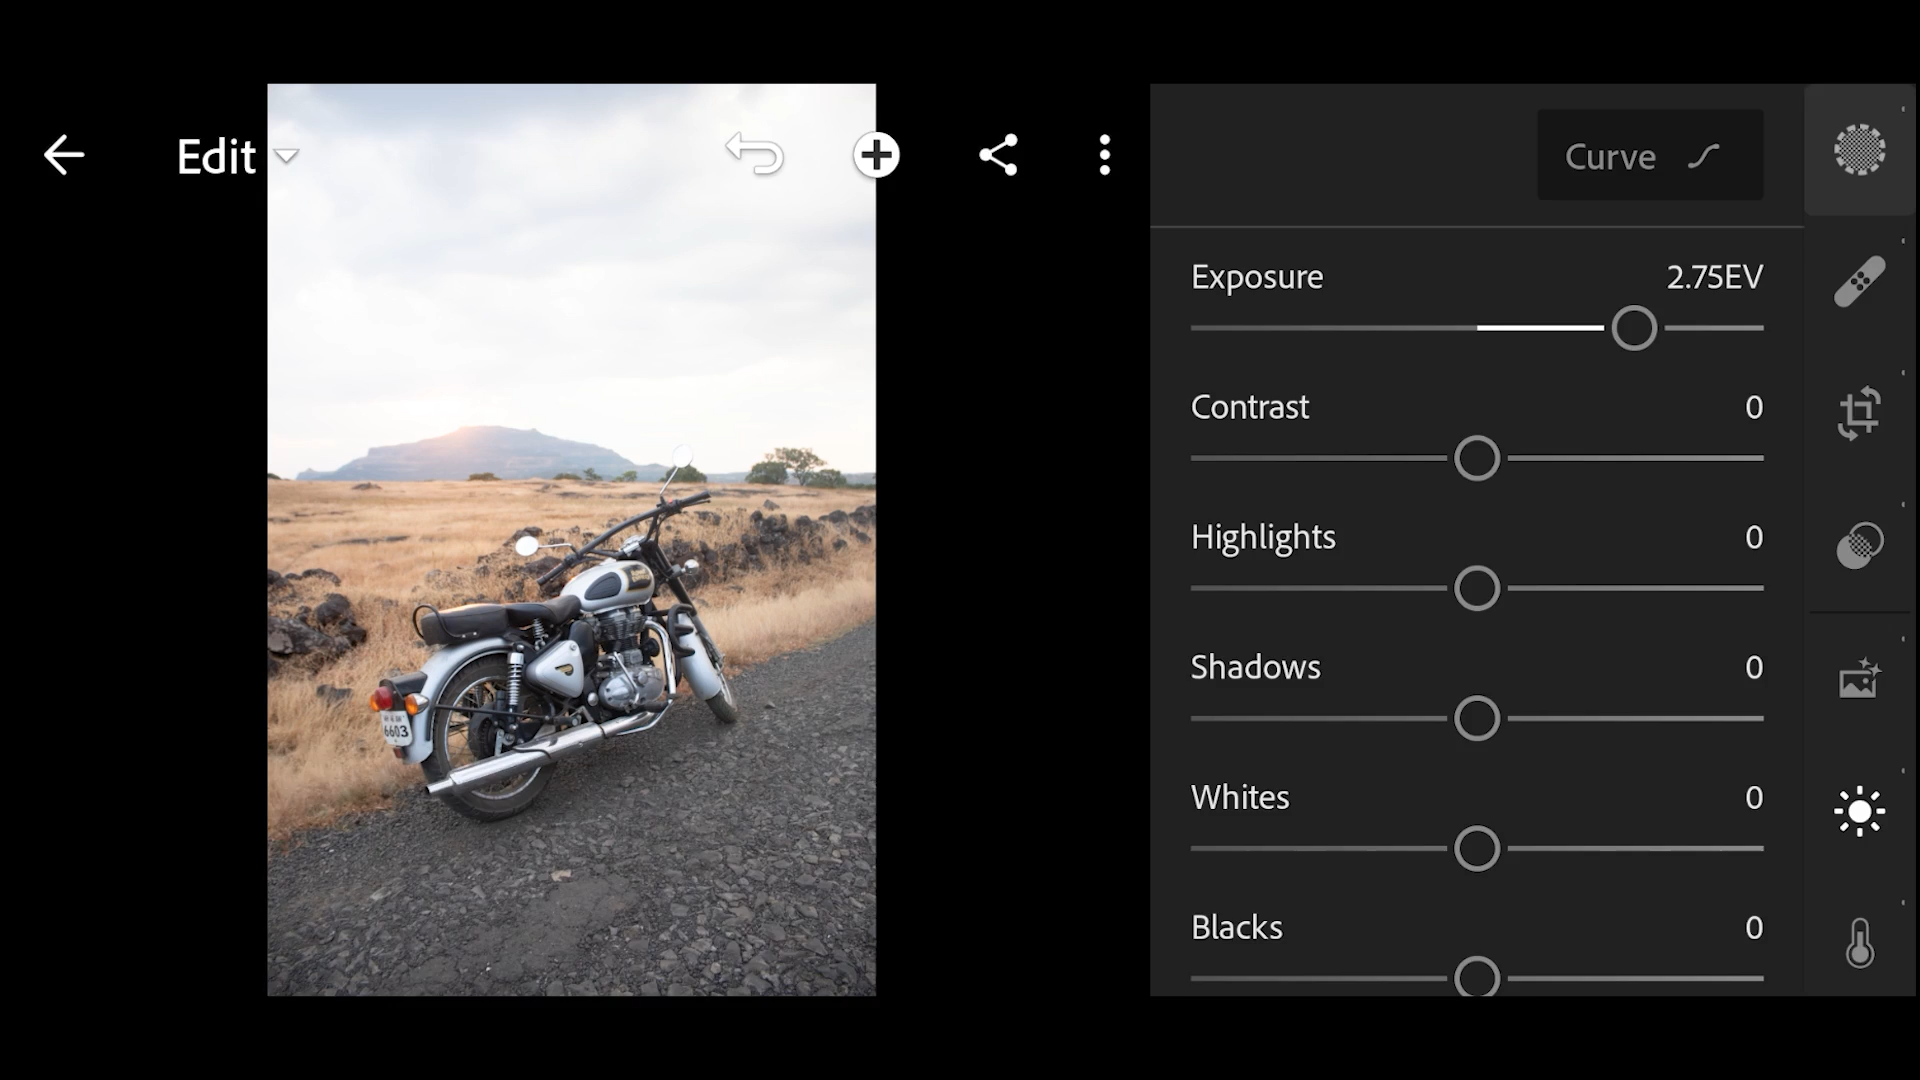 Edit
Curve
Exposure 2.75EV
Contrast 0
Highlights 0
Shadows 0
Whites 0
Blacks 0
6603